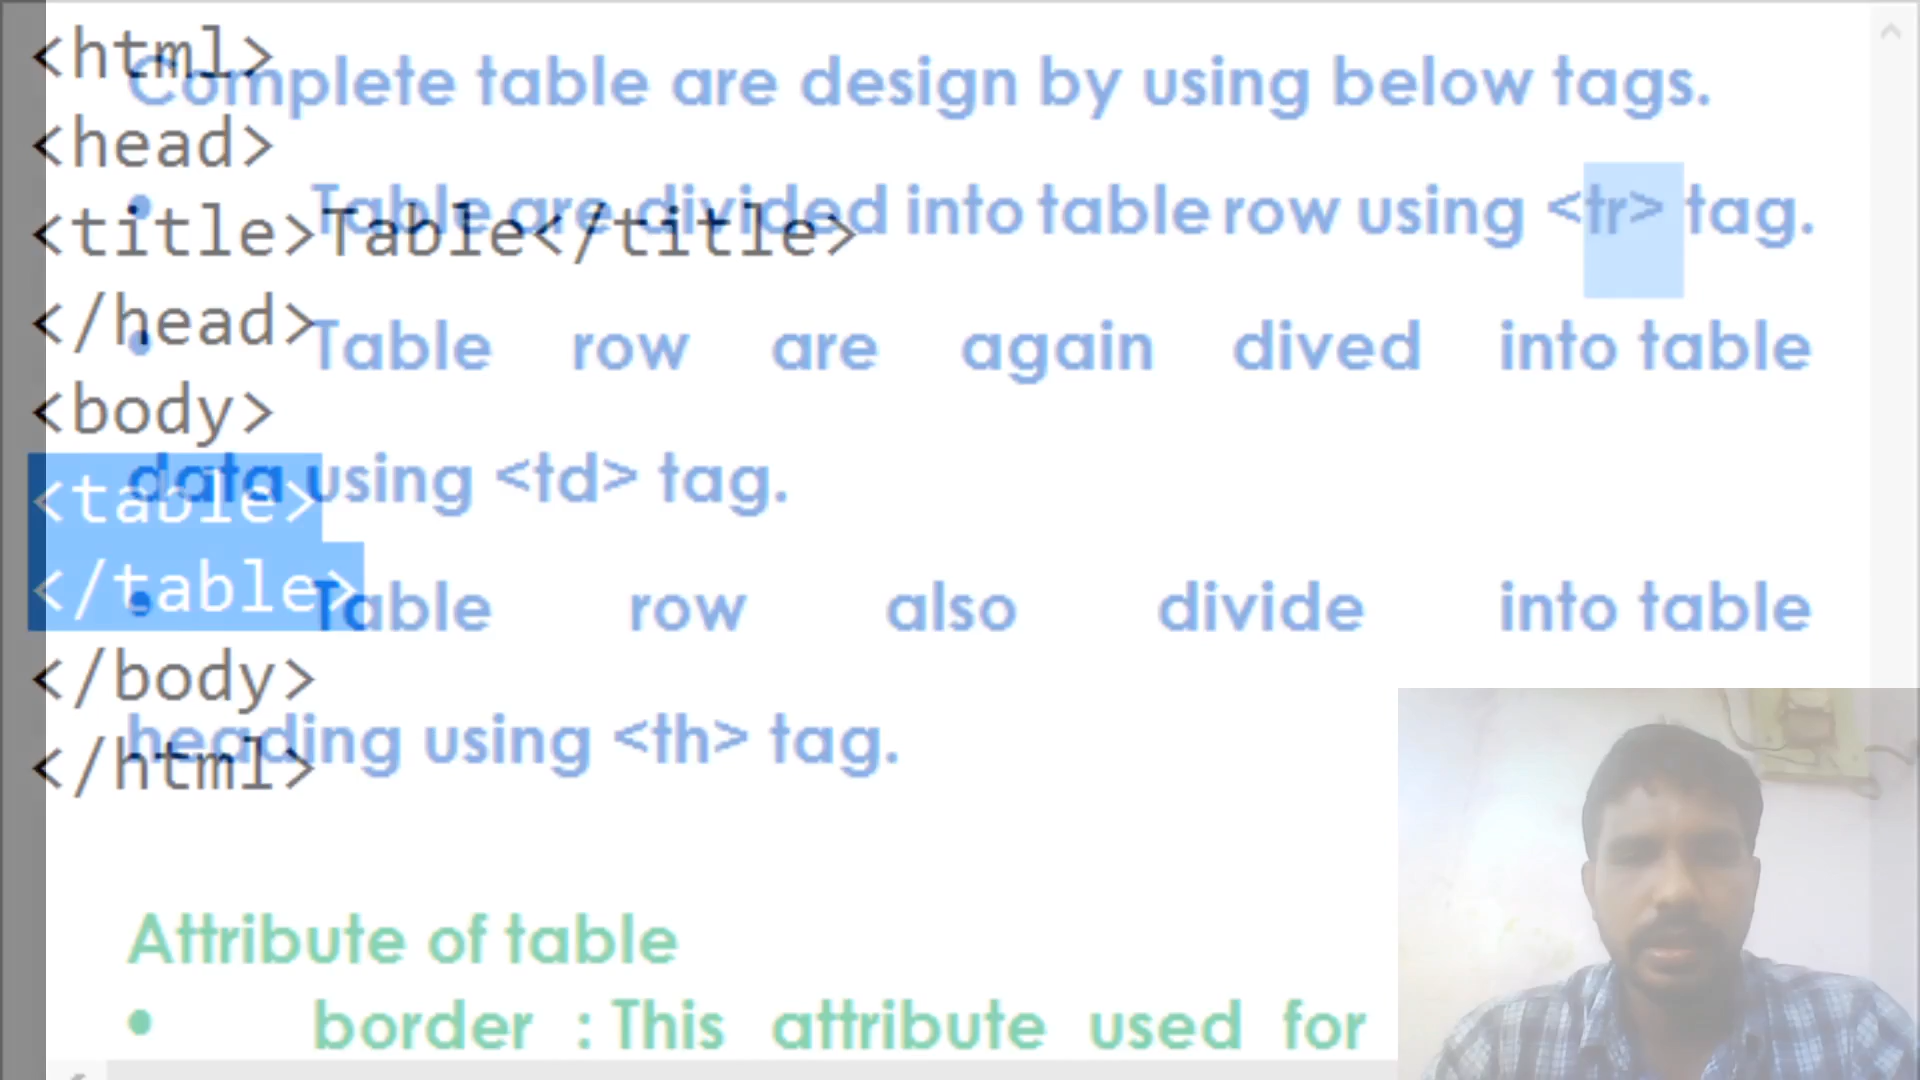 <html>
Complete table are design by using below tags.
<head>
Table are divided into table row using <tr> tag.
<title>Table</title>
</head>
Table row are again dived into table
<body>
data using <td> tag.
<table>
</table>
Table row also divide into table
</body>
heading using <th> tag.
</html>
Attribute of table
• border : This attribute used for